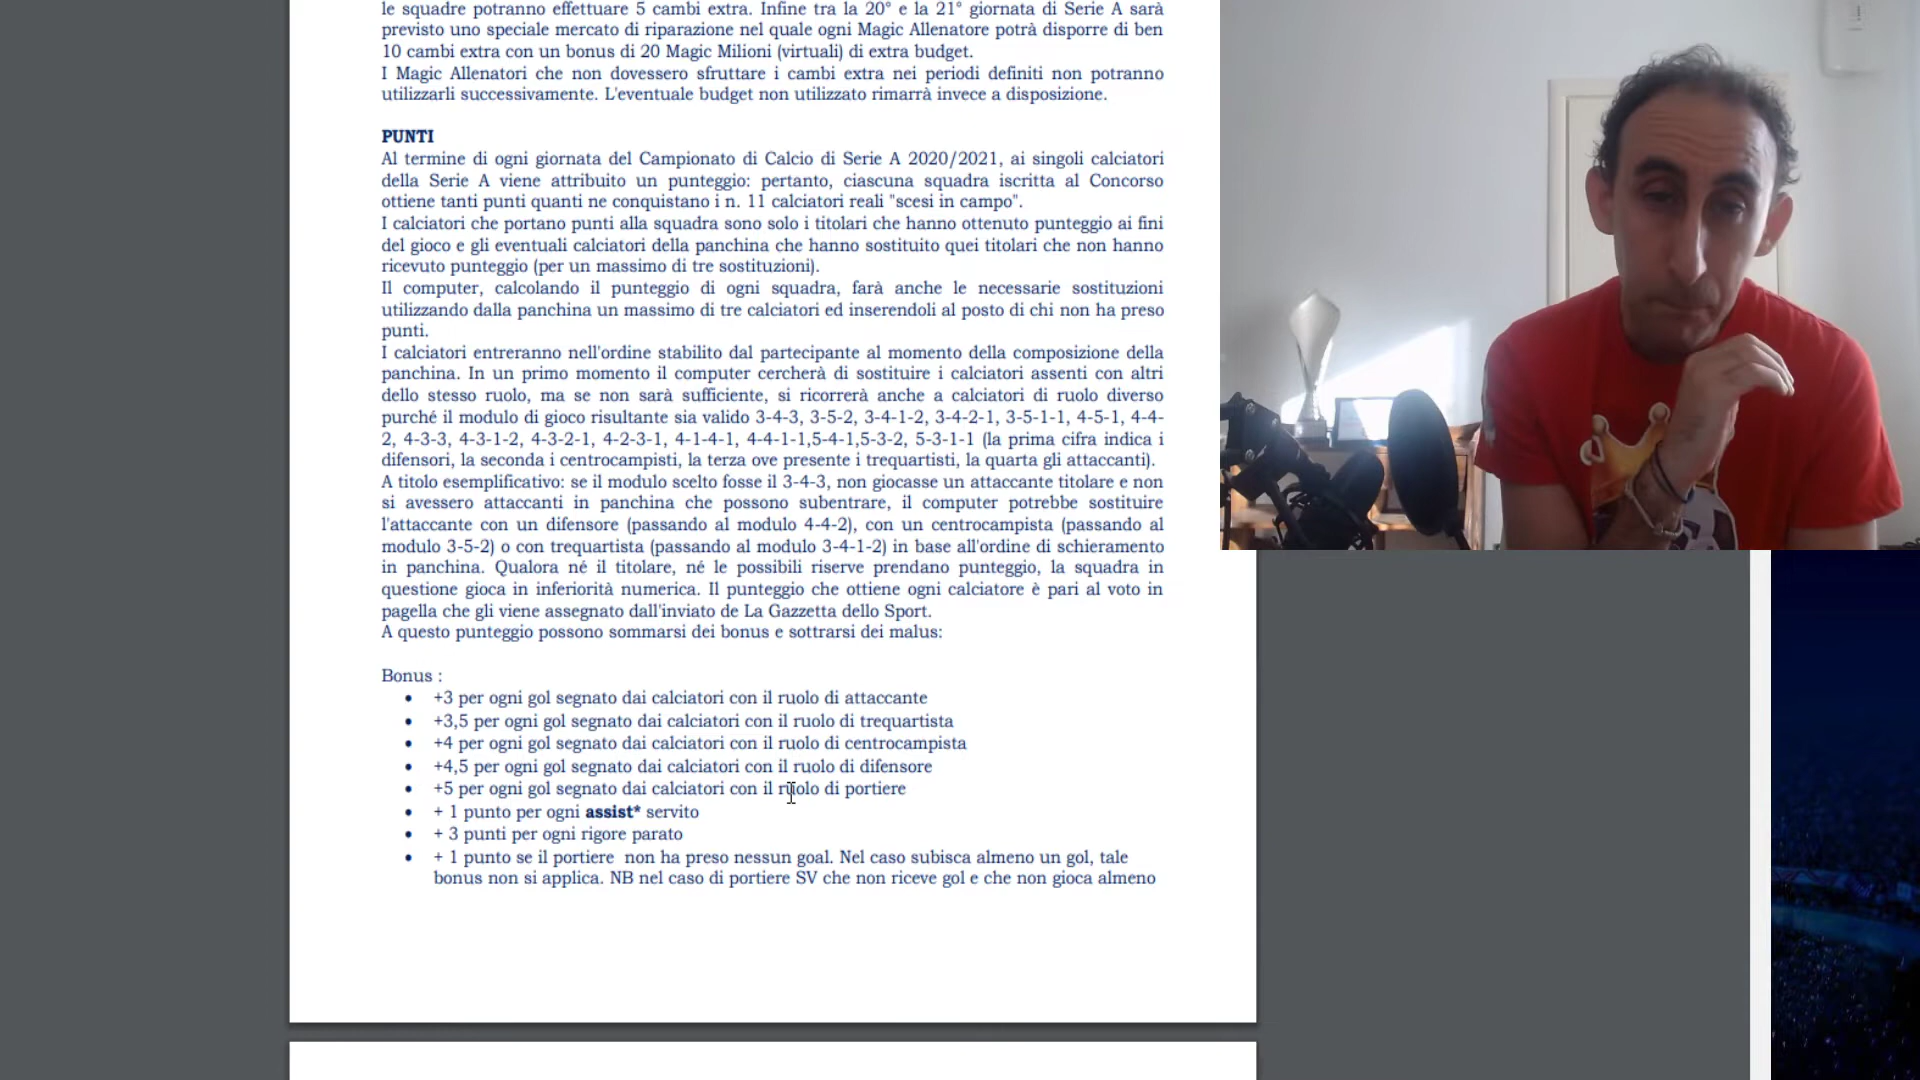 le squadre potranno effettuare 5 cambi extra. Infine tra la 20° e la 21° giornata di Serie A sarà
previsto uno speciale mercato di riparazione nel quale ogni Magic Allenatore potrà disporre di ben
10 cambi extra con un bonus di 20 Magic Milioni (virtuali) di extra budget.
I Magic Allenatori che non dovessero sfruttare i cambi extra nei periodi definiti non potranno
utilizzarli successivamente. L'eventuale budget non utilizzato rimarrà invece a disposizione.
PUNTI
Al termine di ogni giornata del Campionato di Calcio di Serie A 2020/2021, ai singoli calciatori
della Serie A viene attribuito un punteggio: pertanto, ciascuna squadra iscritta al Concorso
ottiene tanti punti quanti ne conquistano i n. 11 calciatori reali "scesi in campo".
I calciatori che portano punti alla squadra sono solo i titolari che hanno ottenuto punteggio ai fini
del gioco e gli eventuali calciatori della panchina che hanno sostituito quei titolari che non hanno
ricevuto punteggio (per un massimo di tre sostituzioni).
Il computer, calcolando il punteggio di ogni squadra, farà anche le necessarie sostituzioni
utilizzando dalla panchina un massimo di tre calciatori ed inserendoli al posto di chi non ha preso
punti.
I calciatori entreranno nell'ordine stabilito dal partecipante al momento della composizione della
panchina. In un primo momento il computer cercherà di sostituire i calciatori assenti con altri
dello stesso ruolo, ma se non sarà sufficiente, si ricorrerà anche a calciatori di ruolo diverso
purché il modulo di gioco risultante sia valido 3-4-3, 3-5-2, 3-4-1-2, 3-4-2-1, 3-5-1-1, 4-5-1, 4-4-
2, 4-3-3, 4-3-1-2, 4-3-2-1, 4-2-3-1, 4-1-4-1, 4-4-1-1,5-4-1,5-3-2, 5-3-1-1 (la prima cifra indica i
difensori, la seconda i centrocampisti, la terza ove presente i trequartisti, la quarta gli attaccanti).
A titolo esemplificativo: se il modulo scelto fosse il 3-4-3, non giocasse un attaccante titolare e non
si avessero attaccanti in panchina che possono subentrare, il computer potrebbe sostituire
l'attaccante con un difensore (passando al modulo 4-4-2), con un centrocampista (passando al
modulo 3-5-2) o con trequartista (passando al modulo 3-4-1-2) in base all'ordine di schieramento
in panchina. Qualora né il titolare, né le possibili riserve prendano punteggio, la squadra in
questione gioca in inferiorità numerica. Il punteggio che ottiene ogni calciatore è pari al voto in
pagella che gli viene assegnato dall'inviato de La Gazzetta dello Sport.
A questo punteggio possono sommarsi dei bonus e sottrarsi dei malus:
Bonus :
• +3 per ogni gol segnato dai calciatori con il ruolo di attaccante
• +3,5 per ogni gol segnato dai calciatori con il ruolo di trequartista
• +4 per ogni gol segnato dai calciatori con il ruolo di centrocampista
• +4,5 per ogni gol segnato dai calciatori con il ruolo di difensore
• +5 per ogni gol segnato dai calciatori con il ruolo di portiere
• + 1 punto per ogni assist* servito
• + 3 punti per ogni rigore parato
• + 1 punto se il portiere non ha preso nessun goal. Nel caso subisca almeno un gol, tale
bonus non si applica. NB nel caso di portiere SV che non riceve gol e che non gioca almeno